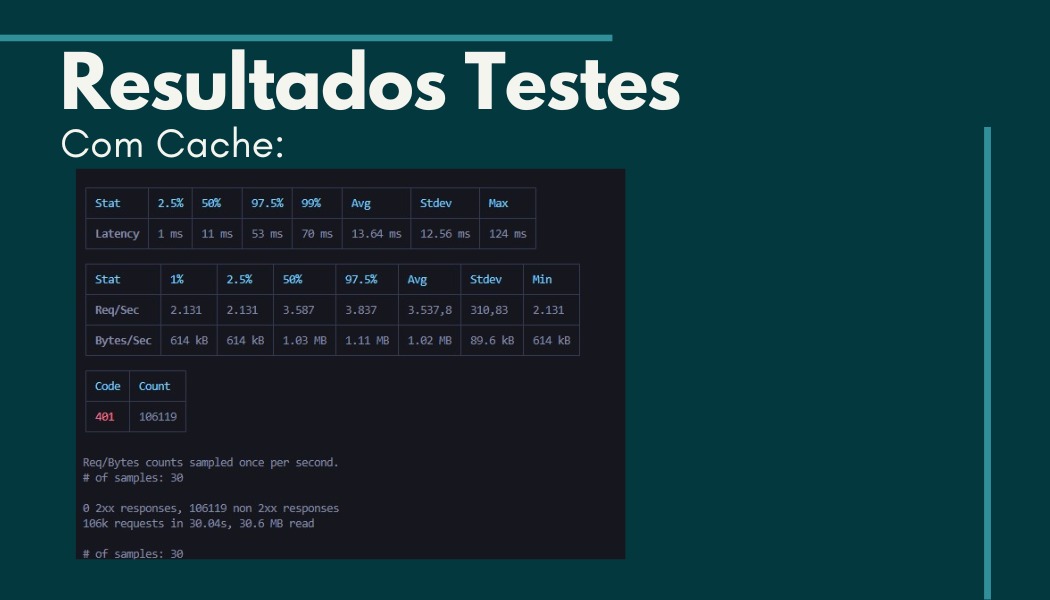 Resultados Testes
Com Cache:
Stat 2.5% 50% 97.5% 99% Avg Stdev Max
Latency 1 ms 11 ms 53 ms 70 ms 13.64 ms 12.56 ms 124 ms
Stat 1% 2.5% 50% 97.5% Avg Stdev Min
Req/Sec 2.131 2.131 3.587 3.837 3.537,8 310,83 2.131
Bytes/Sec 614 kB 614 kB 1.03 MB 1.11 MB 1.02 MB 89.6 kB 614 kB
Code Count
401 106119
Req/Bytes counts sampled once per second.
# of samples: 30
0 2xx responses, 106119 non 2xx responses
106k requests in 30.04s, 30.6 MB read
# of samples: 30